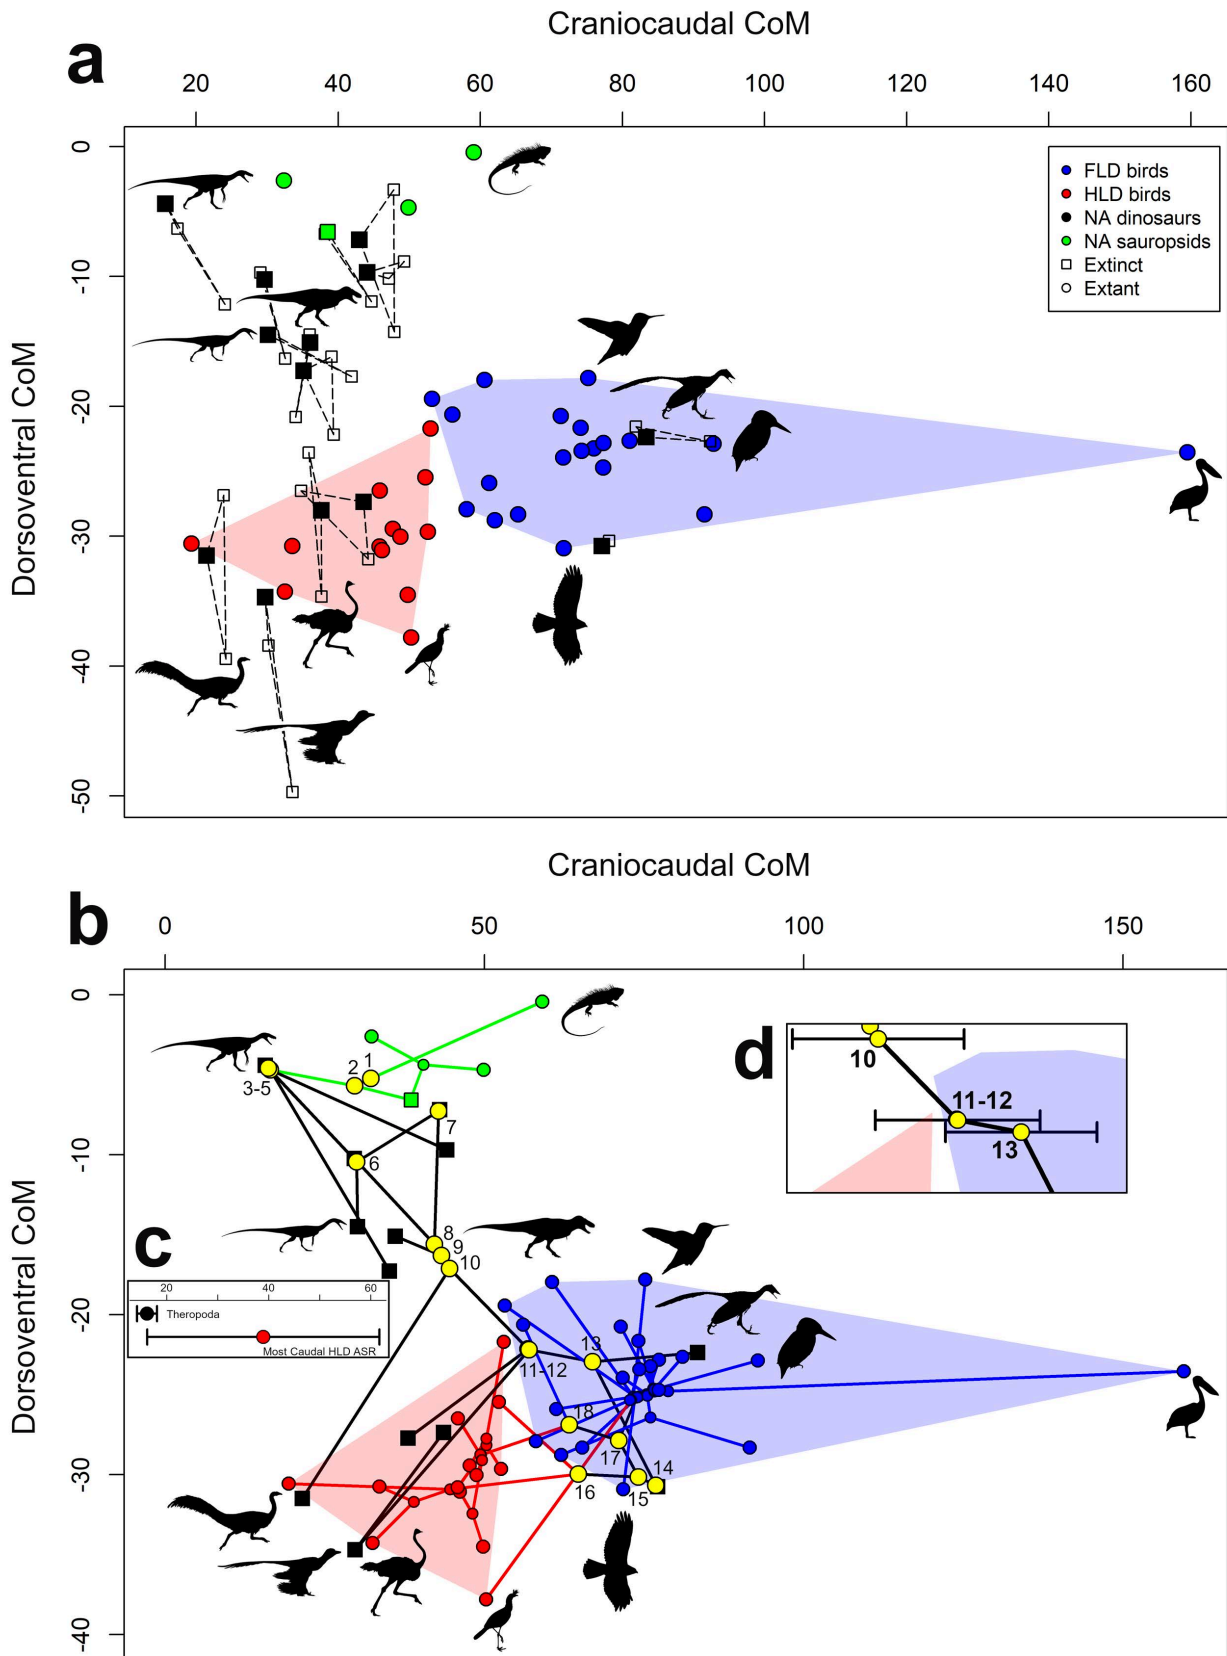 Craniocaudal CoM
a
20 40 60 80 100 120 140 160
Dorsoventral CoM
0
-10
-20
-30
-40
-50
FLD birds
HLD birds
NA dinosaurs
NA sauropsids
Extinct
Extant
Craniocaudal CoM
b
0 50 100 150
Dorsoventral CoM
0
-10
-20
-30
-40
1
2
3-5
6
7
8
9
10
11-12
13
14
15
16
17
18
c
20 40 60
Theropoda
Most Caudal HLD ASR
d
10
11-12
13